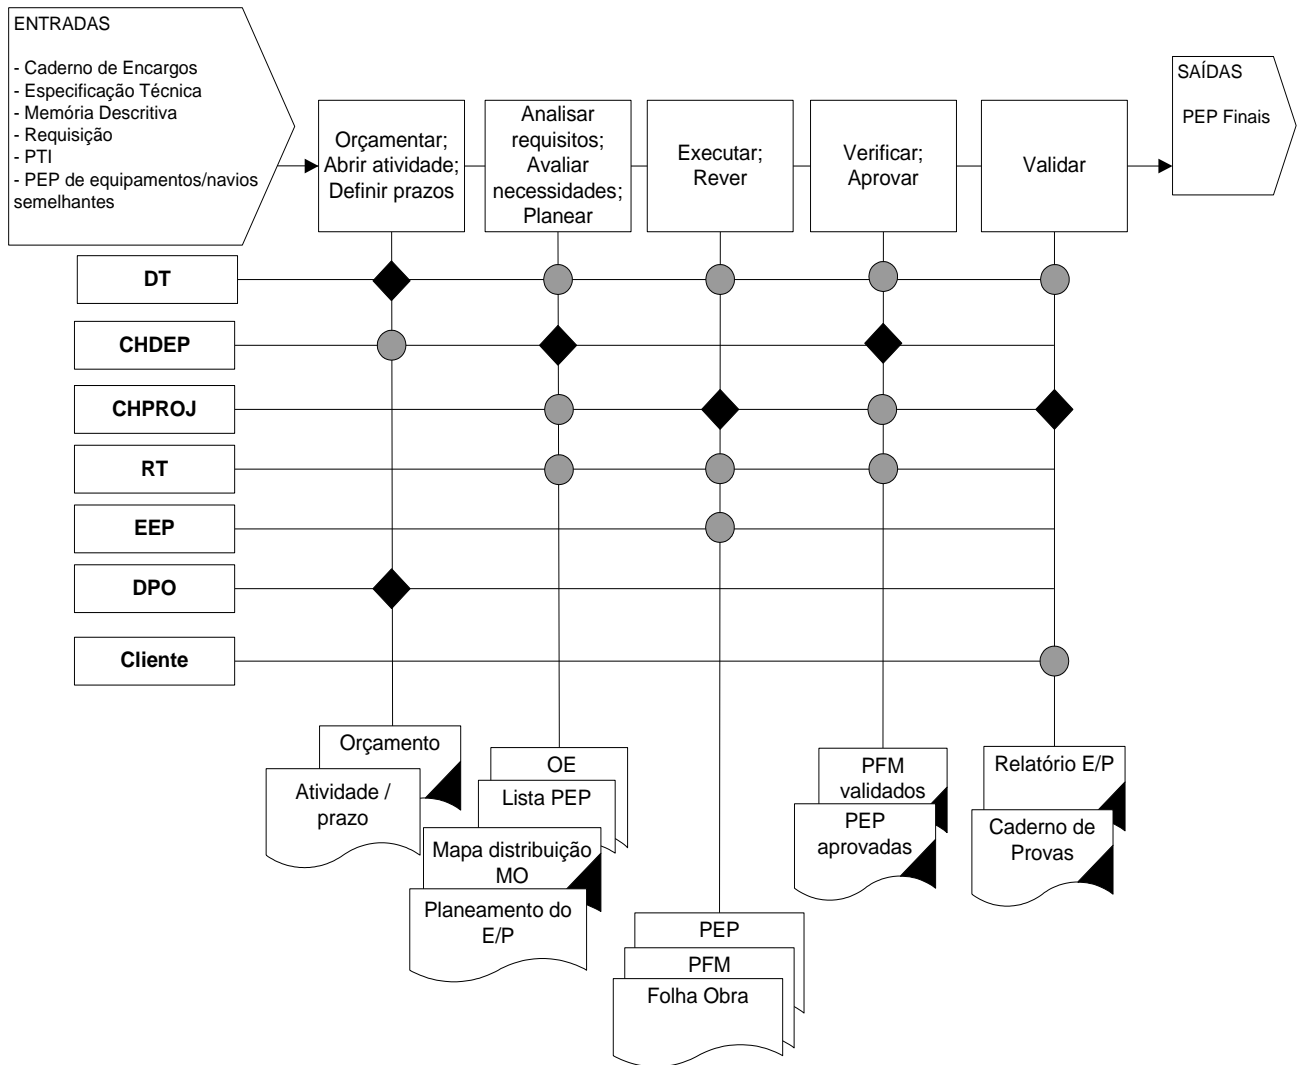 ENTRADAS
- Caderno de Encargos
- Especificação Técnica
- Memória Descritiva
- Requisição
- PTI
- PEP de equipamentos/navios
semelhantes
Orçamentar;
Abrir atividade;
Definir prazos
Analisar
requisitos;
Avaliar
necessidades;
Planear
Executar;
Rever
Verificar;
Aprovar
Validar
SAÍDAS
PEP Finais
DT
CHDEP
CHPROJ
RT
EEP
DPO
Cliente
Orçamento
Atividade /
prazo
OE
Lista PEP
Mapa distribuição
MO
Planeamento do
E/P
PEP
PFM
Folha Obra
PFM
validados
PEP
aprovadas
Relatório E/P
Caderno de
Provas